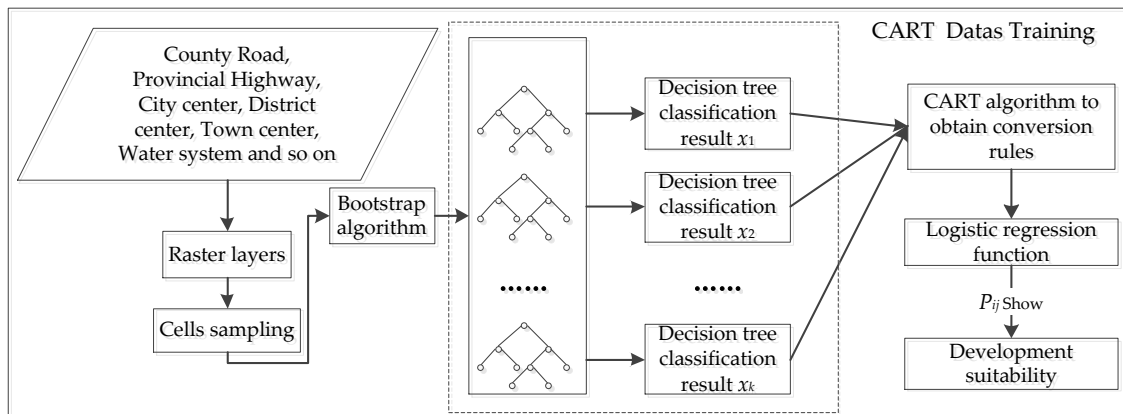 CART Datas Training
County Road,
Provincial Highway,
City center, District
center, Town center,
Water system and so on
Raster layers
Cells sampling
Bootstrap
algorithm
Decision tree
classification
result x1
Decision tree
classification
result x2
......
......
Decision tree
classification
result xk
CART algorithm to
obtain conversion
rules
Logistic regression
function
Pij Show
Development
suitability